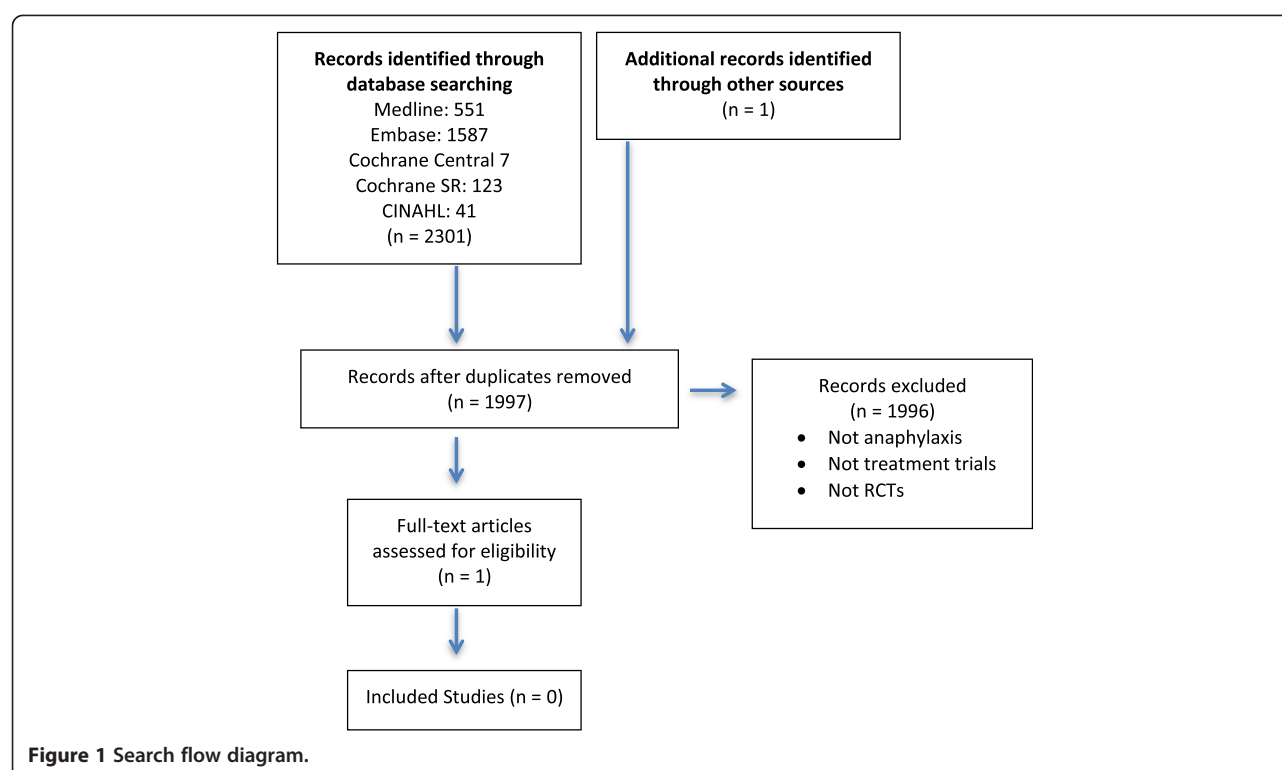 Records identified through
database searching
Medline: 551
Embase: 1587
Cochrane Central 7
Cochrane SR: 123
CINAHL: 41
(n = 2301)
Additional records identified
through other sources
(n = 1)
Records after duplicates removed
(n = 1997)
Records excluded
(n = 1996)
• Not anaphylaxis
• Not treatment trials
• Not RCTs
Full-text articles
assessed for eligibility
(n = 1)
Included Studies (n = 0)
Figure 1 Search flow diagram.